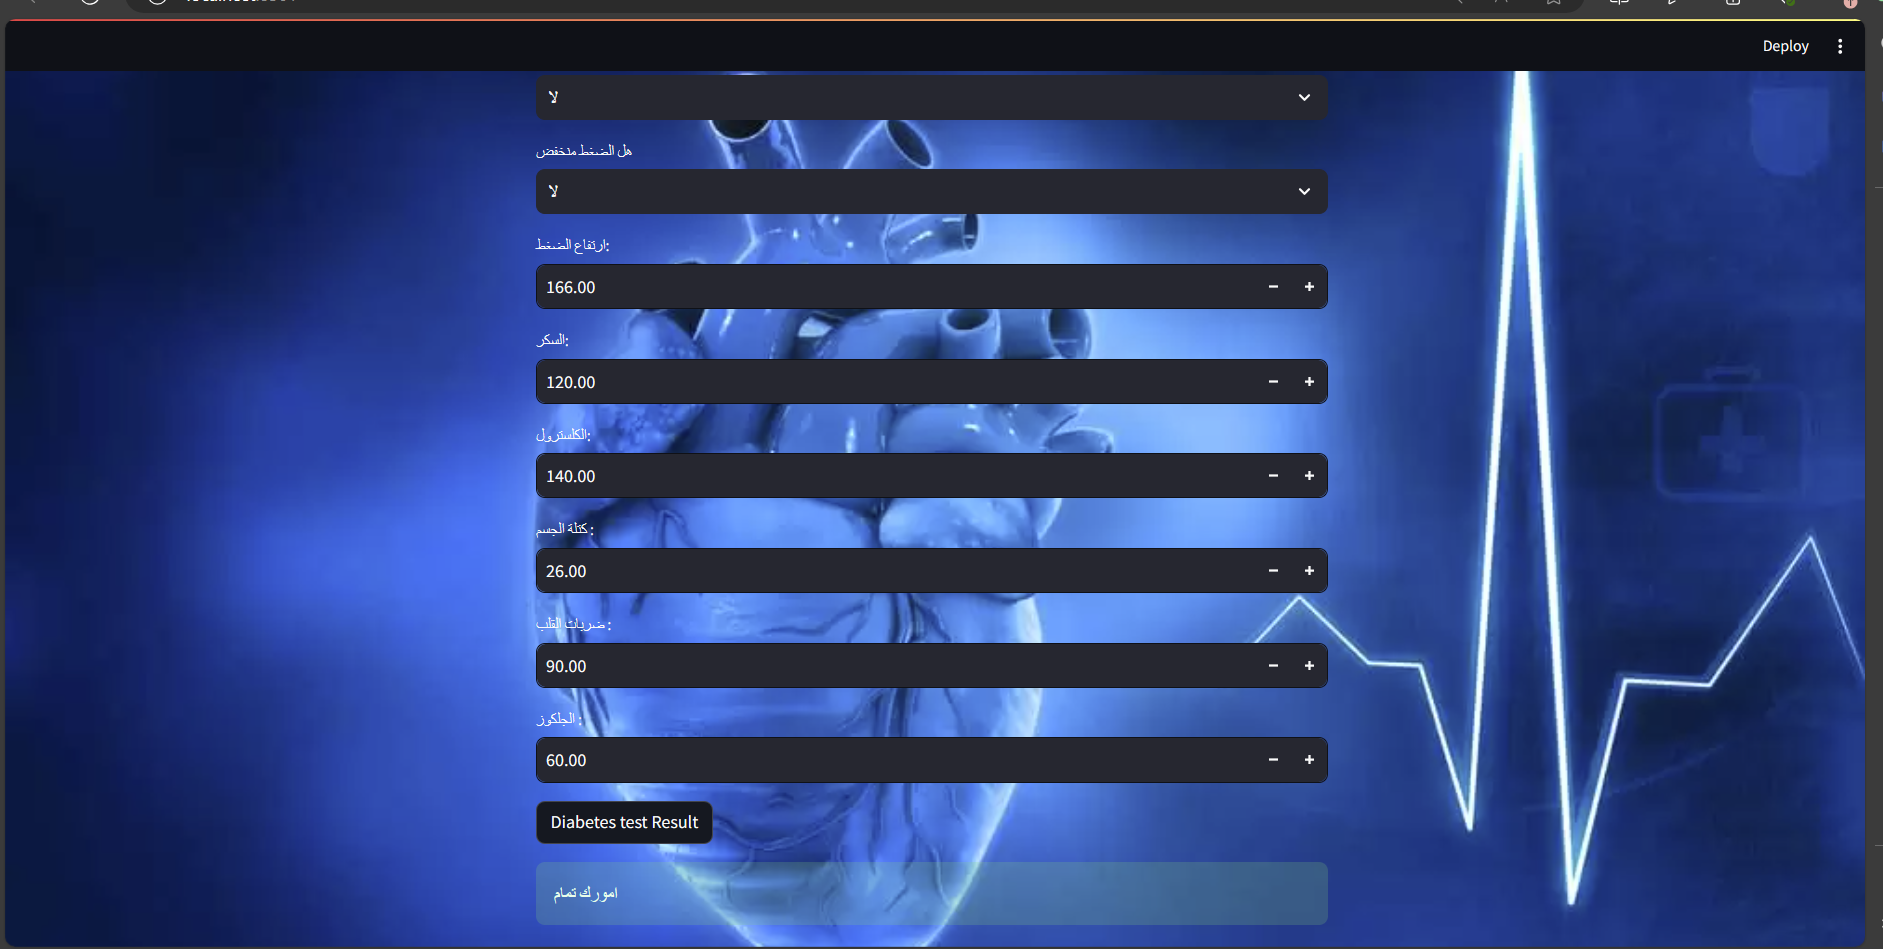 Deploy
لا
هل الضغط منخفض
لا
ارتفاع الضغط:
166.00
السكر:
120.00
الكلسترول:
140.00
كتلة الجسم :
26.00
ضربات القلب :
90.00
الجلكوز :
60.00
Diabetes test Result
امورك تمام